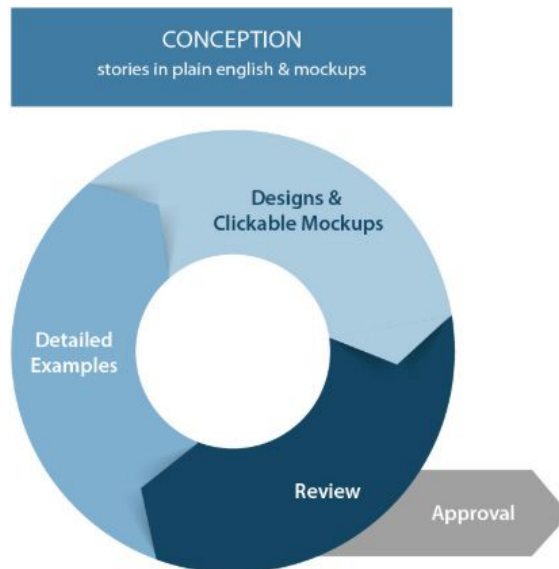 CONCEPTION
stories in plain english & mockups
Designs &
Clickable Mockups
Detailed
Examples
Review
Approval